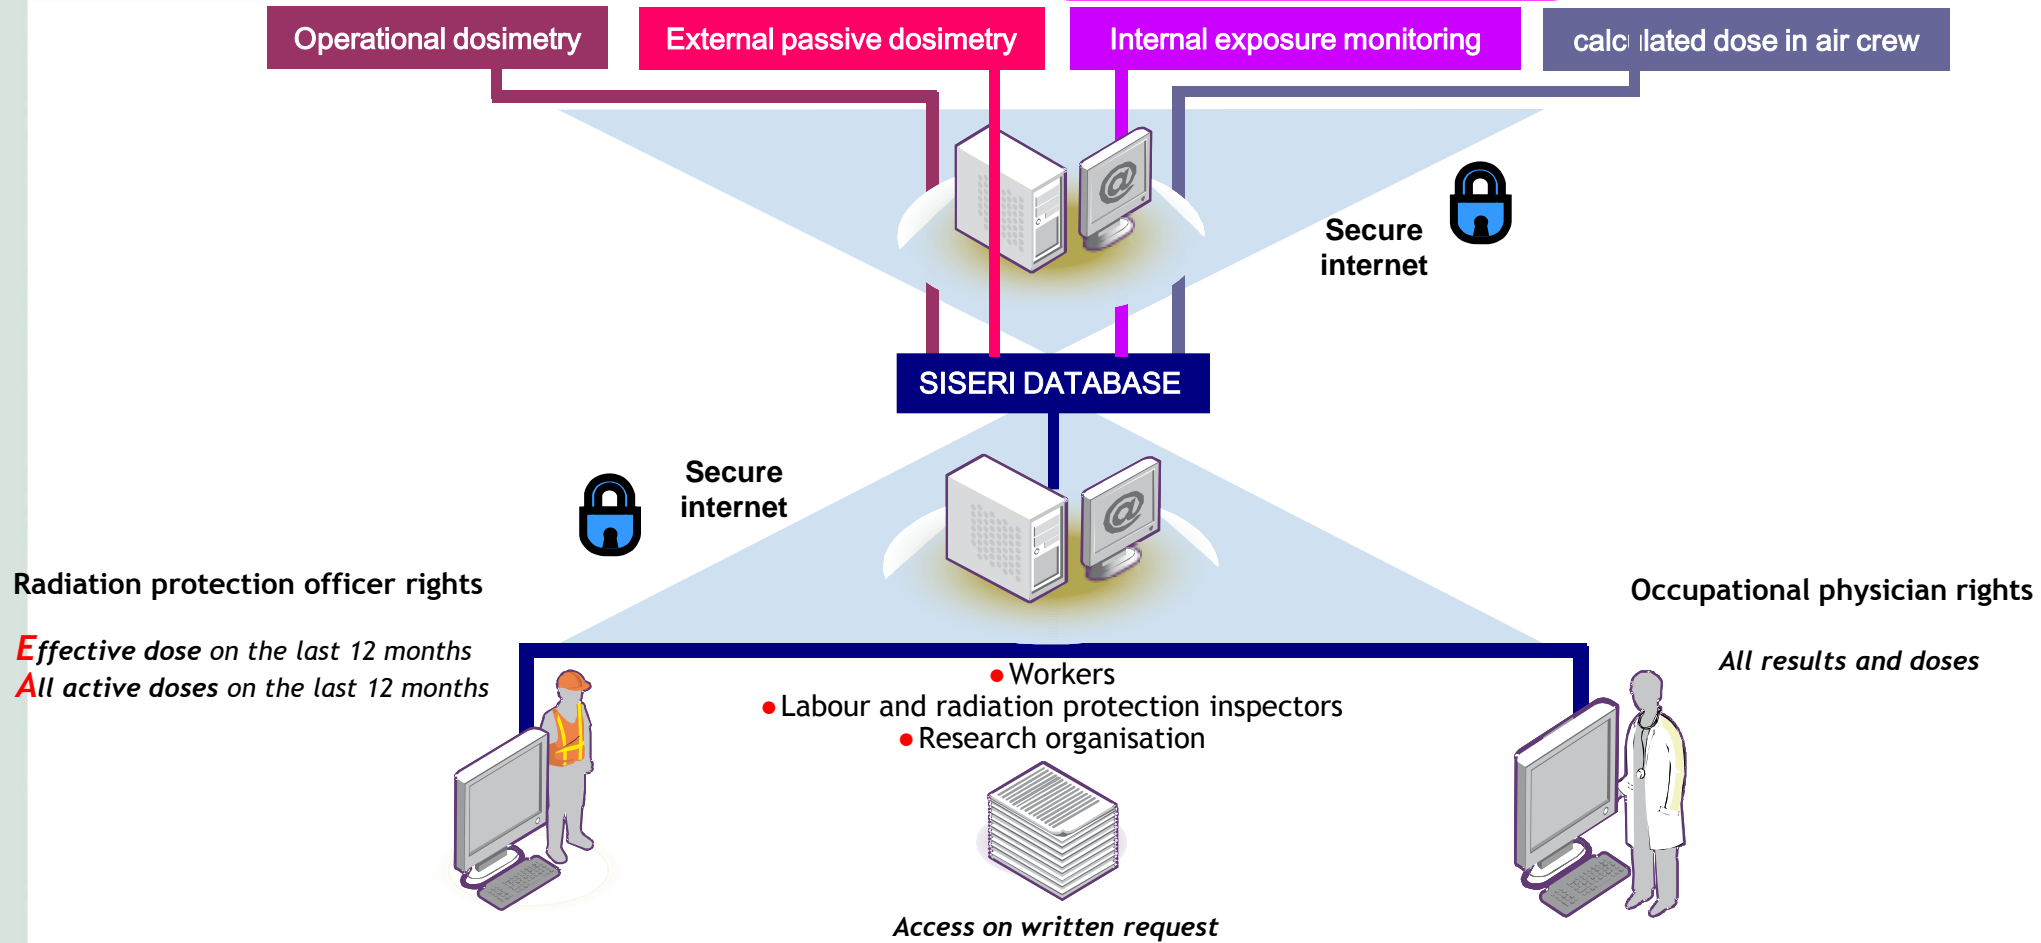 Operational dosimetry
External passive dosimetry
Internal exposure monitoring
calculated dose in air crew
@
Secure
internet
SISERI DATABASE
Secure
internet
@
Radiation protection officer rights
Effective dose on the last 12 months
All active doses on the last 12 months
Occupational physician rights
All results and doses
●Workers
●Labour and radiation protection inspectors
●Research organisation
Access on written request